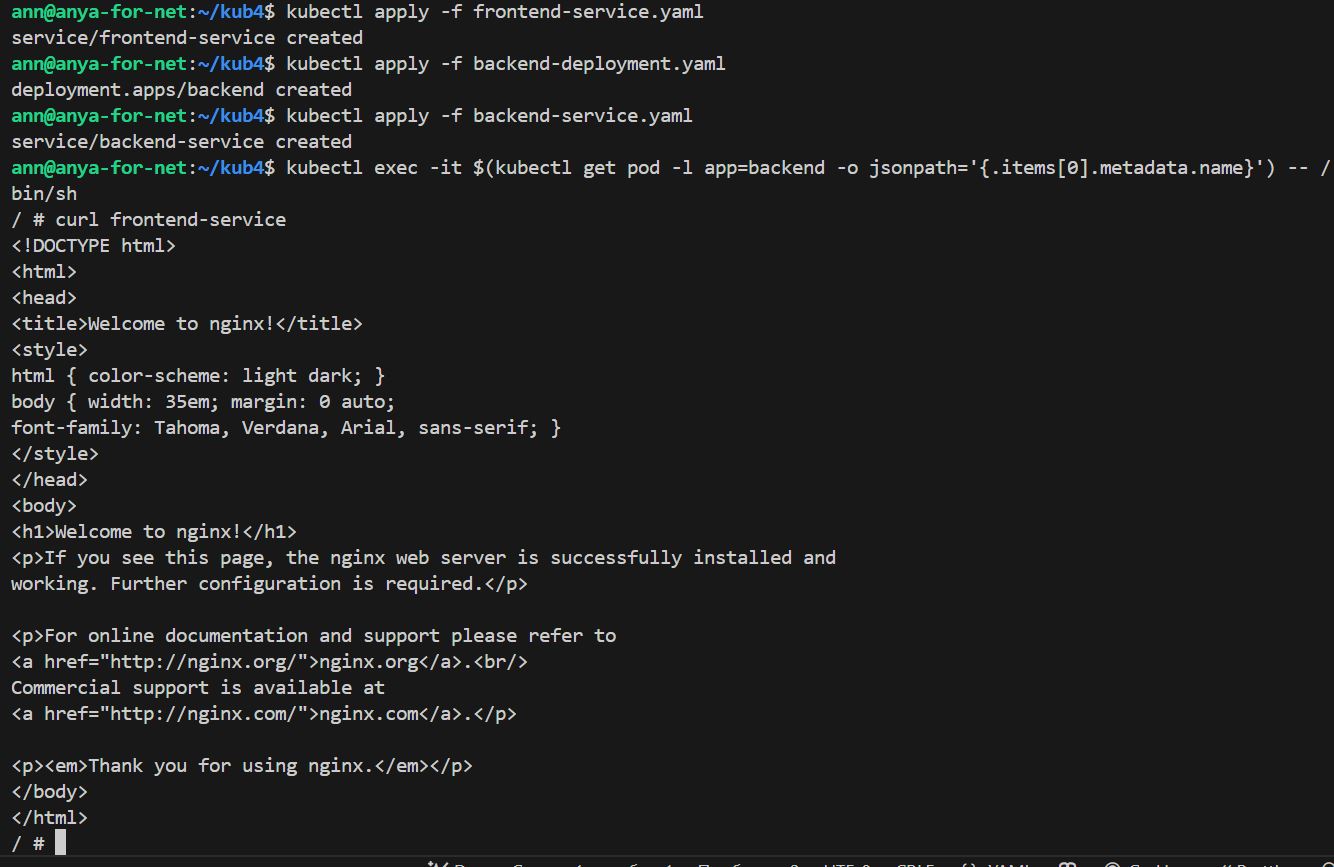 ann@anya-for-net:~/kub4$ kubectl apply -f frontend-service.yaml
service/frontend-service created
ann@anya-for-net:~/kub4$ kubectl apply -f backend-deployment.yaml
deployment.apps/backend created
ann@anya-for-net:~/kub4$ kubectl apply -f backend-service.yaml
service/backend-service created
ann@anya-for-net:~/kub4$ kubectl exec -it $(kubectl get pod -l app=backend -o jsonpath='{.items[0].metadata.name}') -- /
bin/sh
/ # curl frontend-service
<!DOCTYPE html>
<html>
<head>
<title>Welcome to nginx!</title>
<style>
html { color-scheme: light dark; }
body { width: 35em; margin: 0 auto;
font-family: Tahoma, Verdana, Arial, sans-serif; }
</style>
</head>
<body>
<h1>Welcome to nginx!</h1>
<p>If you see this page, the nginx web server is successfully installed and
working. Further configuration is required.</p>

<p>For online documentation and support please refer to
<a href="http://nginx.org/">nginx.org</a>.<br/>
Commercial support is available at
<a href="http://nginx.com/">nginx.com</a>.</p>

<p><em>Thank you for using nginx.</em></p>
</body>
</html>
/ #